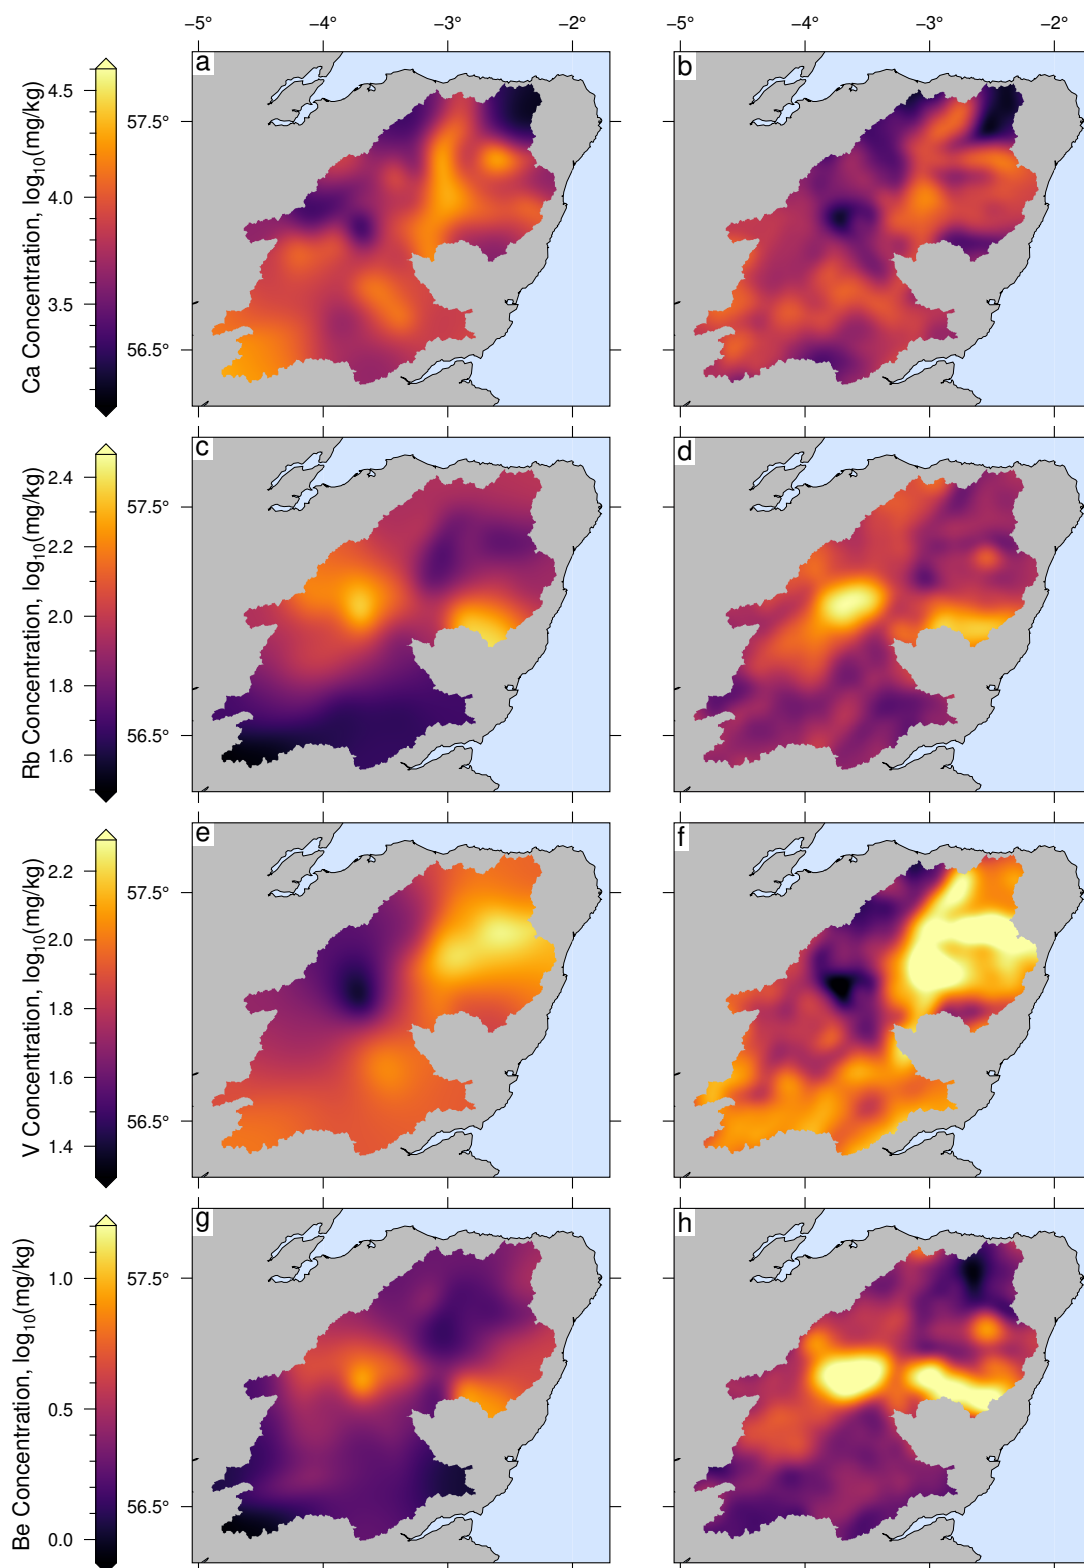 −5° −4° −3° −2° −5° −4° −3° −2°
a
b
4.5
4.0
3.5
Ca Concentration, log10(mg/kg)
57.5°
56.5°
c
d
2.4
2.2
2.0
1.8
1.6
Rb Concentration, log10(mg/kg)
57.5°
56.5°
e
f
2.2
2.0
1.8
1.6
1.4
V Concentration, log10(mg/kg)
57.5°
56.5°
g
h
1.0
0.5
0.0
Be Concentration, log10(mg/kg)
57.5°
56.5°